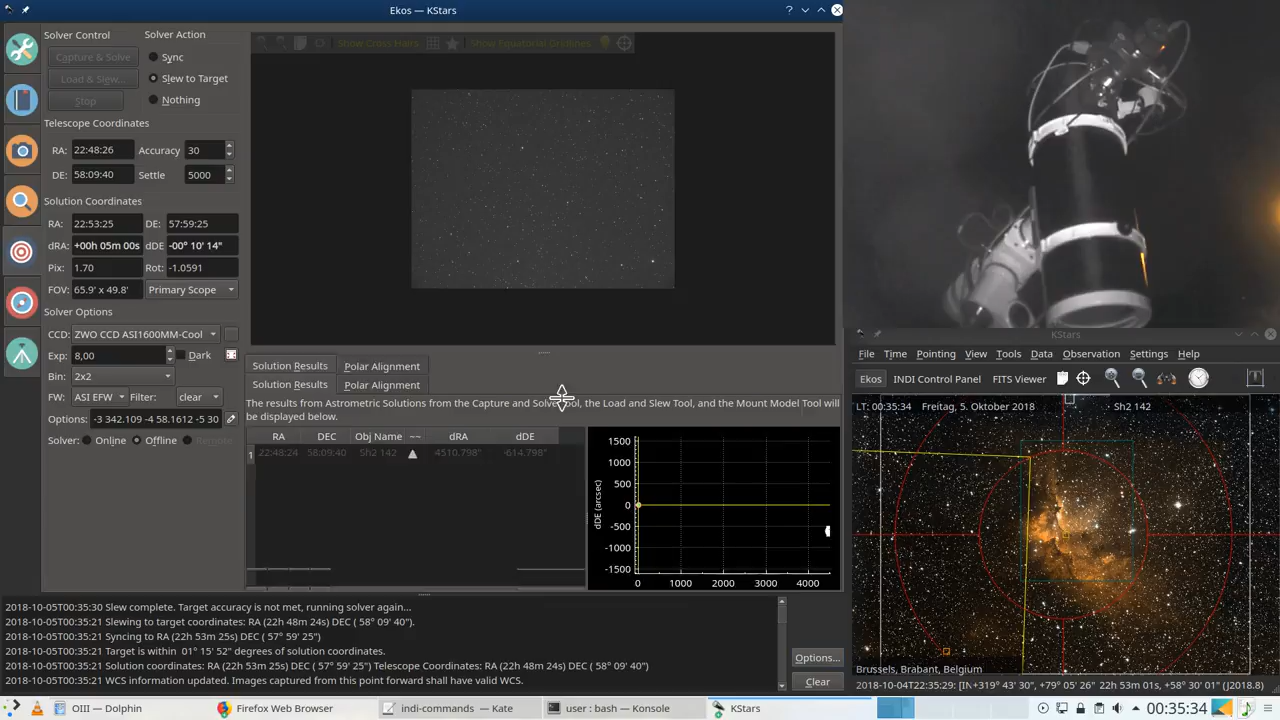 Ekos — KStars
Solver Control
Solver Action
Capture & Solve
Sync
Load & Slew...
Slew to Target
Stop
Nothing
Telescope Coordinates
RA: 22:48:26 Accuracy 30
DE: 58:09:40 Settle 5000
Solution Coordinates
RA: 22:53:25 DE: 57:59:25
dRA: +00h 05m 00s dDE -00° 10' 14"
Pix: 1.70 Rot: -1.0591
FOV: 65.9' x 49.8' Primary Scope
Solver Options
CCD: ZWO CCD ASI1600MM-Cool
Exp: 8,00 Dark
Bin: 2x2
FW: ASI EFW Filter: clear
Options: -3 342.109 -4 58.1612 -5 30
Solver: Online Offline Remote
Show Cross Hairs
Show Equatorial Gridlines
Solution Results Polar Alignment
Solution Results Polar Alignment
The results from Astrometric Solutions from the Capture and Solve Tool, the Load and Slew Tool, and the Mount Model Tool will
be displayed below.
RA DEC Obj Name ~~ dRA dDE
1 22:48:24 58:09:40 Sh2 142 4510.798" -614.798"
dDE (arcsec)
1500
1000
500
0
-500
-1000
-1500
0 1000 2000 3000 4000
2018-10-05T00:35:30 Slew complete. Target accuracy is not met, running solver again...
2018-10-05T00:35:21 Slewing to target coordinates: RA (22h 48m 24s) DEC ( 58° 09' 40").
2018-10-05T00:35:21 Syncing to RA (22h 53m 25s) DEC ( 57° 59' 25")
2018-10-05T00:35:21 Target is within 01° 15' 52" degrees of solution coordinates.
2018-10-05T00:35:21 Solution coordinates: RA (22h 53m 25s) DEC ( 57° 59' 25") Telescope Coordinates: RA (22h 48m 24s) DEC ( 58° 09' 40")
2018-10-05T00:35:21 WCS information updated. Images captured from this point forward shall have valid WCS.
Options...
Clear
KStars
File Time Pointing View Tools Data Observation Settings Help
Ekos INDI Control Panel FITS Viewer
LT: 00:35:34 Freitag, 5. Oktober 2018 Sh2 142
Brussels, Brabant, Belgium
2018-10-04T22:35:29: [IN +319° 43' 30", +79° 05' 26" 22h 53m 01s, +58° 30' 01" (J2018.8)
OIII — Dolphin
Firefox Web Browser
indi-commands — Kate
user : bash — Konsole
KStars
00:35:34